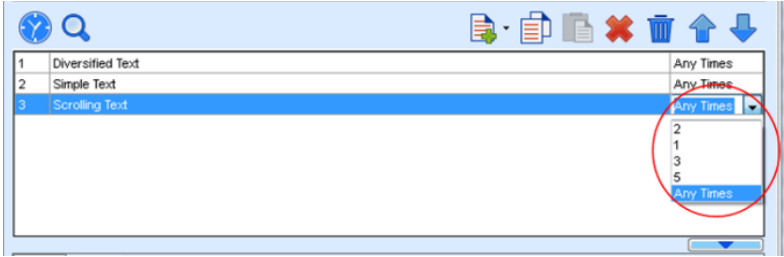 1 Diversified Text Any Times
2 Simple Text Any Times
3 Scrolling Text Any Times
2
1
3
5
Any Times